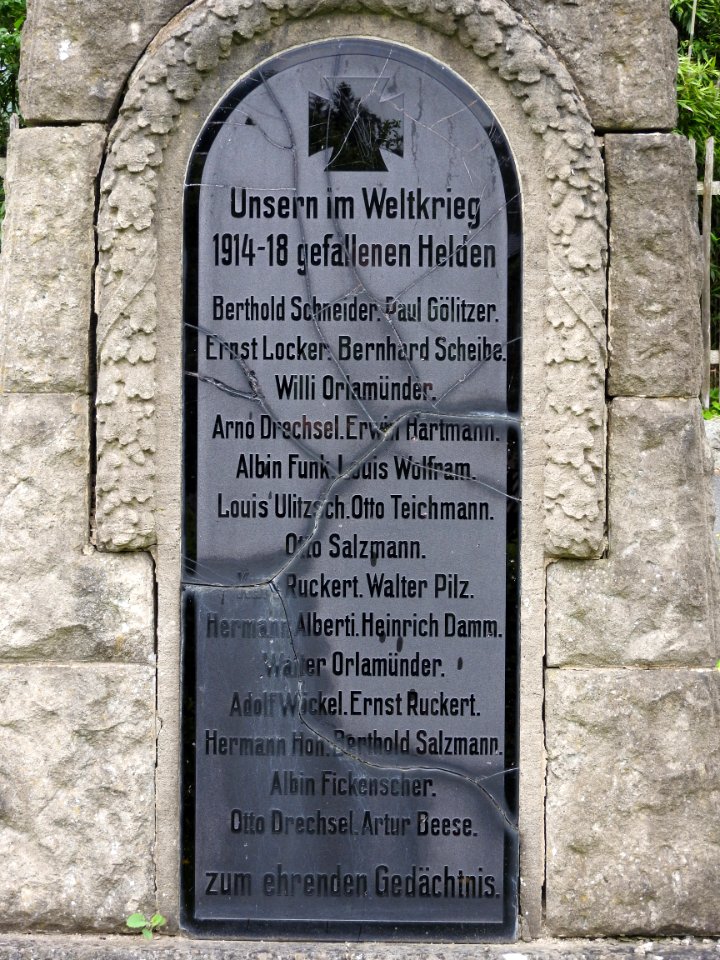 Unsern im Weltkrieg
1914-18 gefallenen Helden
Berthold Schneider. Paul Gölitzer.
Ernst Locker. Bernhard Scheibe.
Willi Orlamünder.
Arno Drechsel. Erwin Hartmann.
Albin Funk. Louis Wolfram.
Louis Ulitzsch. Otto Teichmann.
Otto Salzmann.
Ruckert. Walter Pilz.
Hermann Alberti. Heinrich Damm.
Walter Orlamünder.
Adolf Wöckel. Ernst Ruckert.
Hermann Hon. Berthold Salzmann.
Albin Fickenscher.
Otto Drechsel. Artur Beese.
zum ehrenden Gedächtnis.